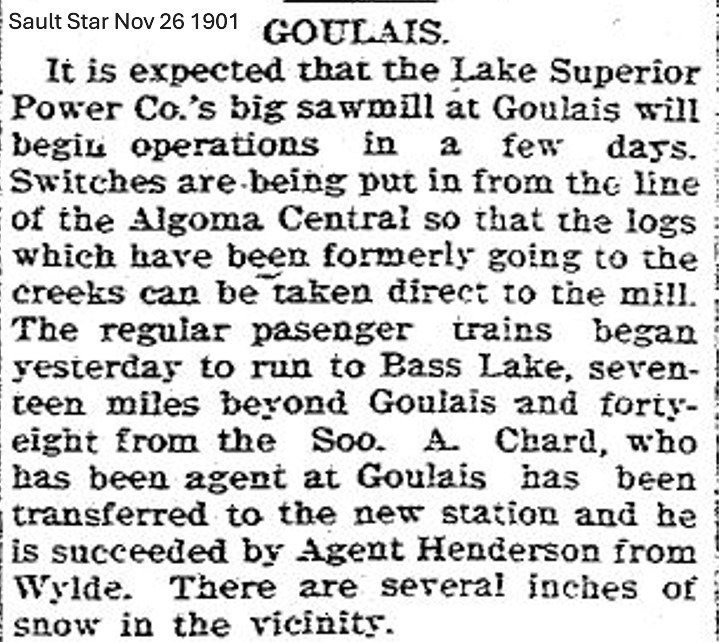 Sault Star Nov 26 1901
GOULAIS.
It is expected that the Lake Superior
Power Co.'s big sawmill at Goulais will
begin operations in a few days.
Switches are being put in from the line
of the Algoma Central so that the logs
which have been formerly going to the
creeks can be taken direct to the mill.
The regular pasenger trains began
yesterday to run to Bass Lake, seven-
teen miles beyond Goulais and forty-
eight from the Soo. A. Chard, who
has been agent at Goulais has been
transferred to the new station and he
is succeeded by Agent Henderson from
Wylde. There are several inches of
snow in the vicinity.